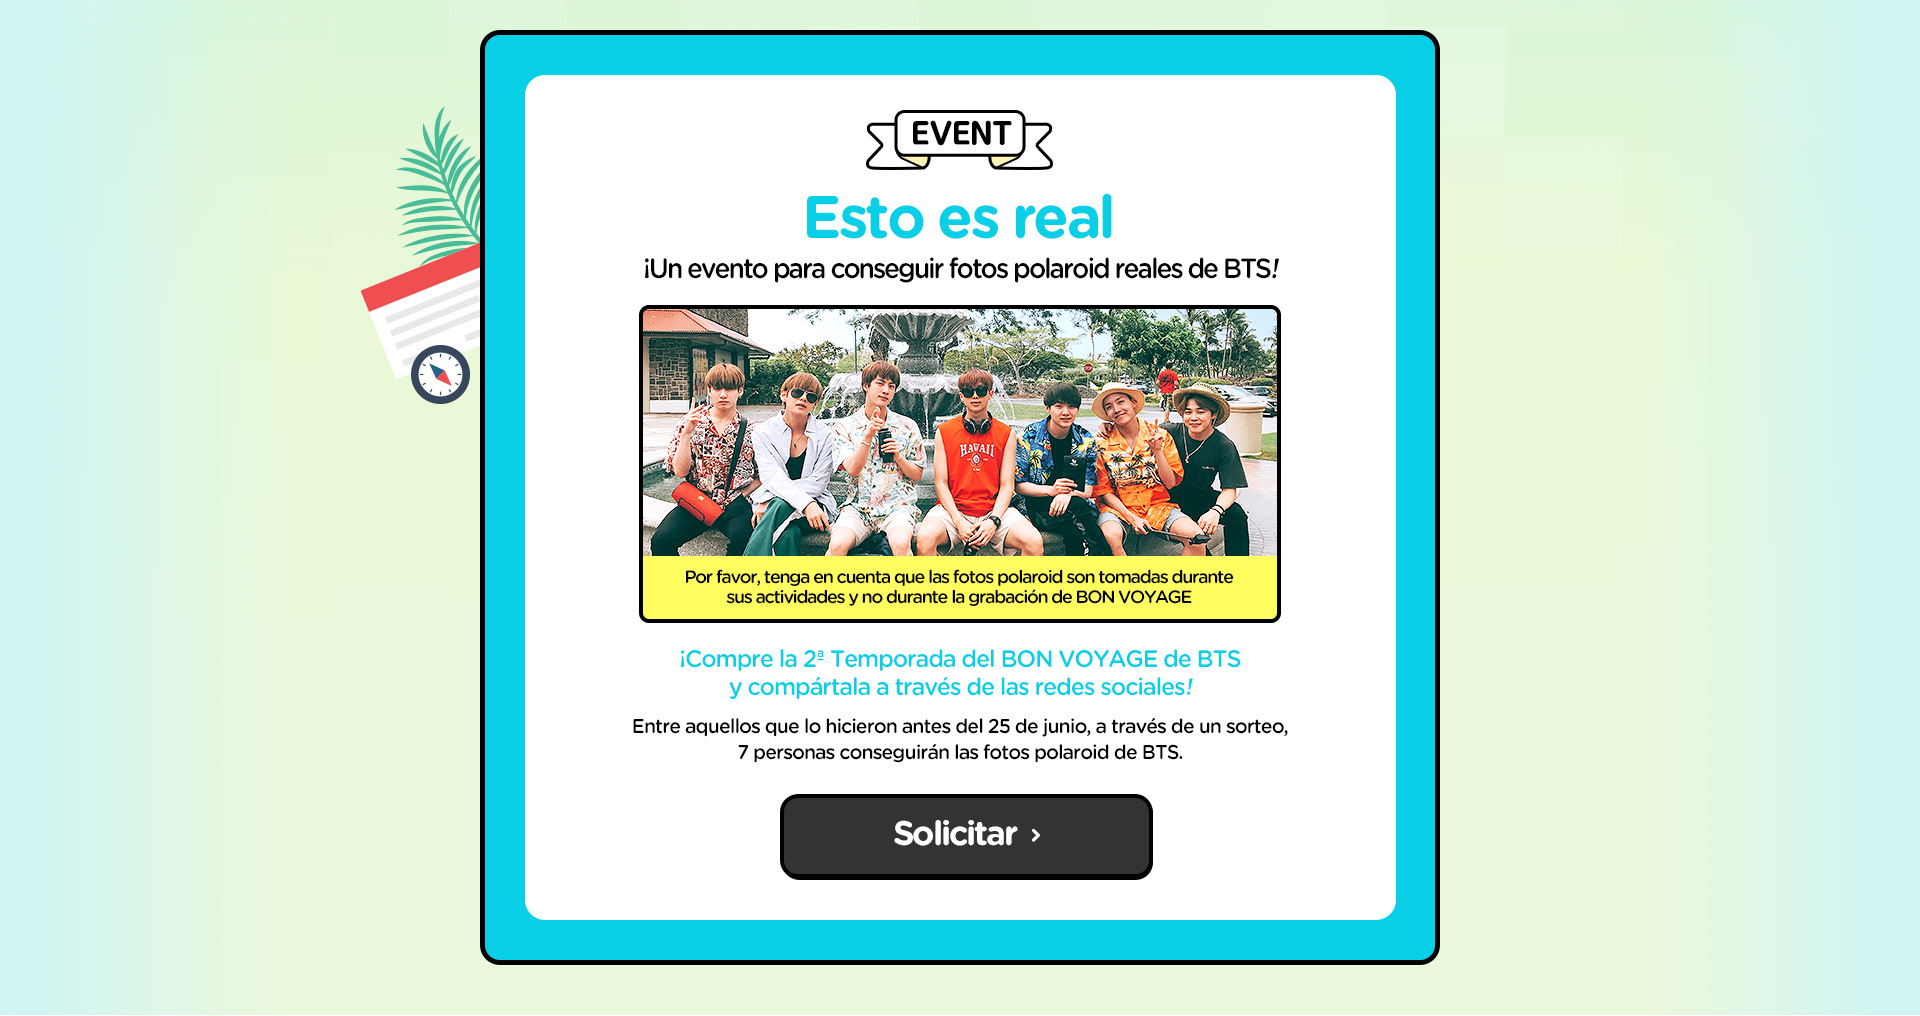 EVENT
Esto es real
¡Un evento para conseguir fotos polaroid reales de BTS!
HAWAII
Por favor, tenga en cuenta que las fotos polaroid son tomadas durante
sus actividades y no durante la grabación de BON VOYAGE
¡Compre la 2ª Temporada del BON VOYAGE de BTS
y compártala a través de las redes sociales!
Entre aquellos que lo hicieron antes del 25 de junio, a través de un sorteo,
7 personas conseguirán las fotos polaroid de BTS.
Solicitar ›